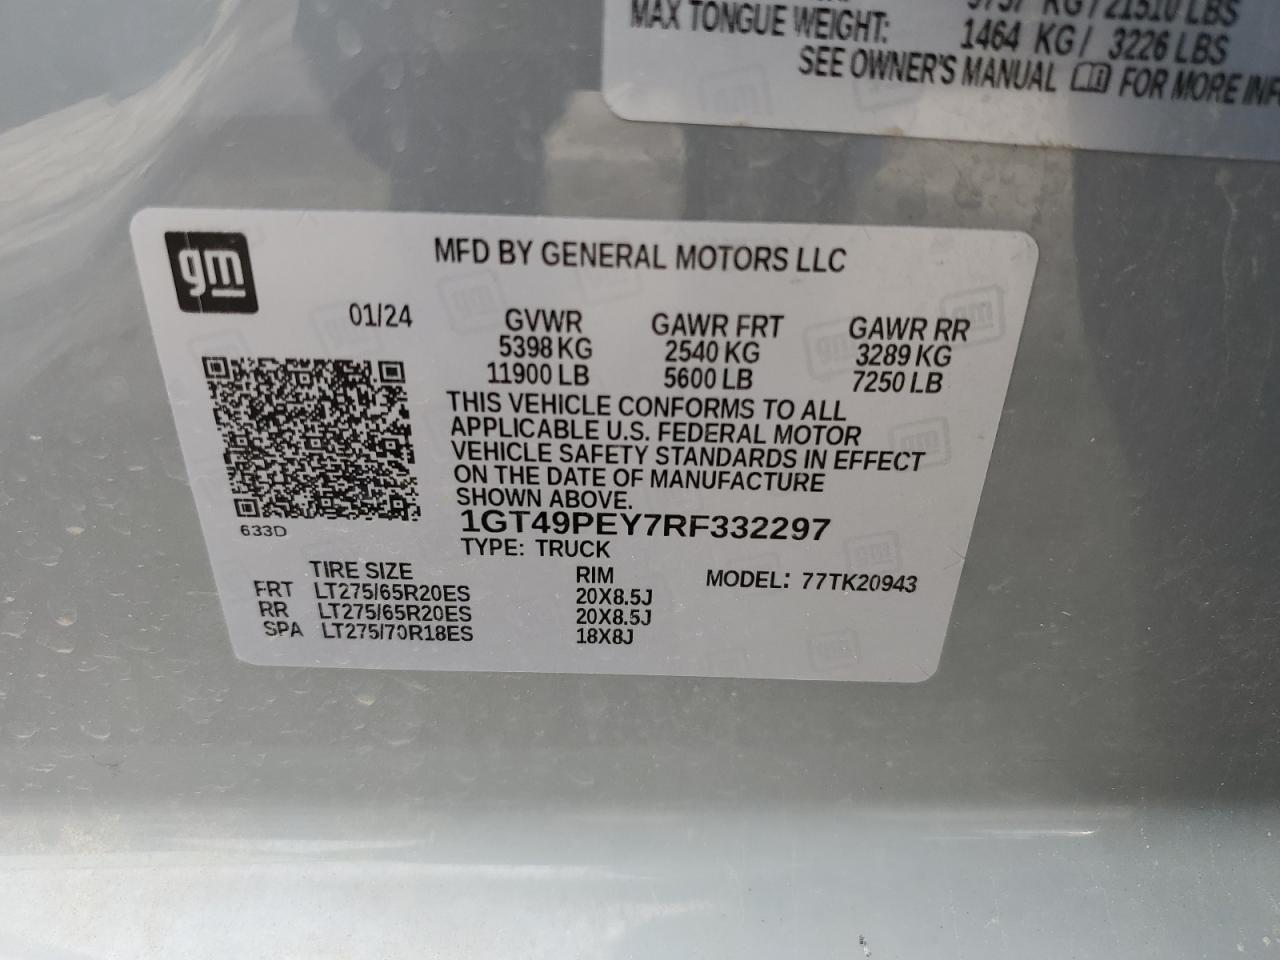 KG / 21510 LBS
MAX TONGUE WEIGHT: 1464 KG / 3226 LBS
SEE OWNER'S MANUAL FOR MORE
gm
MFD BY GENERAL MOTORS LLC
01/24
GVWR GAWR FRT GAWR RR
5398 KG 2540 KG 3289 KG
11900 LB 5600 LB 7250 LB
THIS VEHICLE CONFORMS TO ALL
APPLICABLE U.S. FEDERAL MOTOR
VEHICLE SAFETY STANDARDS IN EFFECT
ON THE DATE OF MANUFACTURE
SHOWN ABOVE.
633D
1GT49PEY7RF332297
TYPE: TRUCK
TIRE SIZE RIM MODEL: 77TK20943
FRT LT275/65R20ES 20X8.5J
RR LT275/65R20ES 20X8.5J
SPA LT275/70R18ES 18X8J